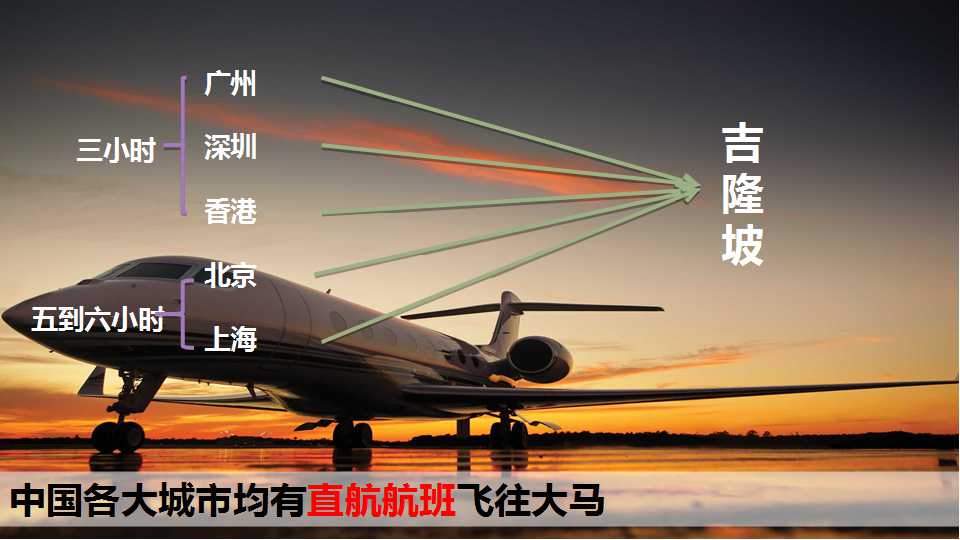 三小时
广州
深圳
香港
五到六小时
北京
上海
吉隆坡
中国各大城市均有直航航班飞往大马